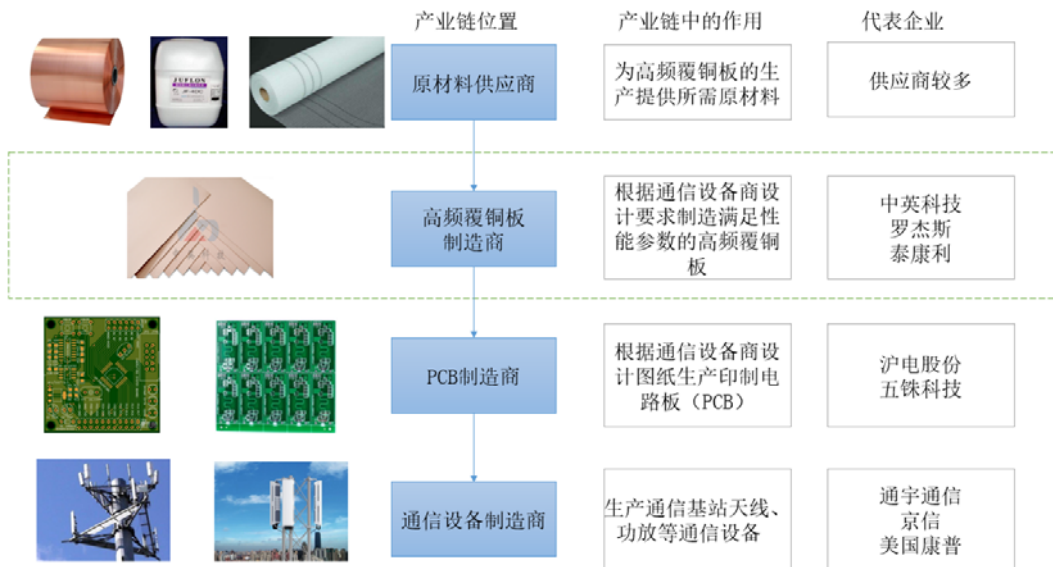 产业链位置
产业链中的作用
代表企业
JUFLON
原材料供应商
为高频覆铜板的生
产提供所需原材料
供应商较多
高频覆铜板
制造商
根据通信设备商设
计要求制造满足性
能参数的高频覆铜
板
中英科技
罗杰斯
泰康利
PCB制造商
根据通信设备商设
计图纸生产印制电
路板（PCB）
沪电股份
五铢科技
通信设备制造商
生产通信基站天线、
功放等通信设备
通宇通信
京信
美国康普